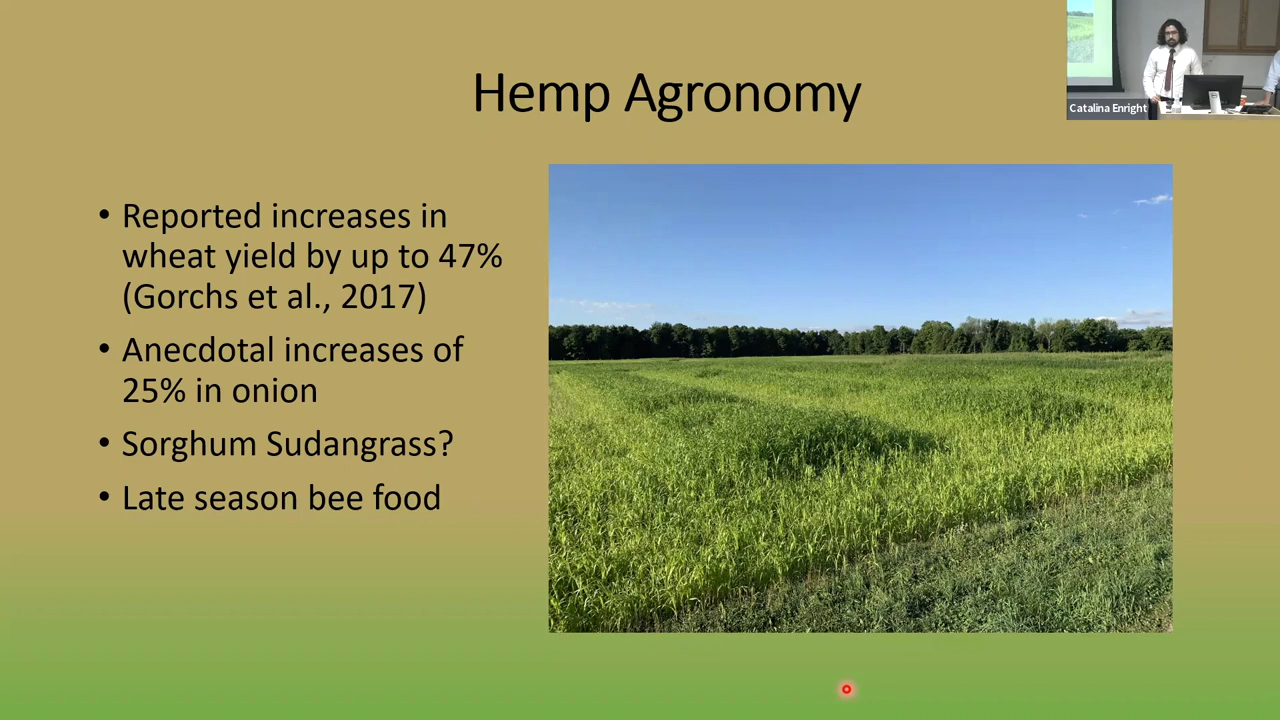 Hemp Agronomy
Catalina Enright
• Reported increases in
wheat yield by up to 47%
(Gorchs et al., 2017)
• Anecdotal increases of
25% in onion
• Sorghum Sudangrass?
• Late season bee food